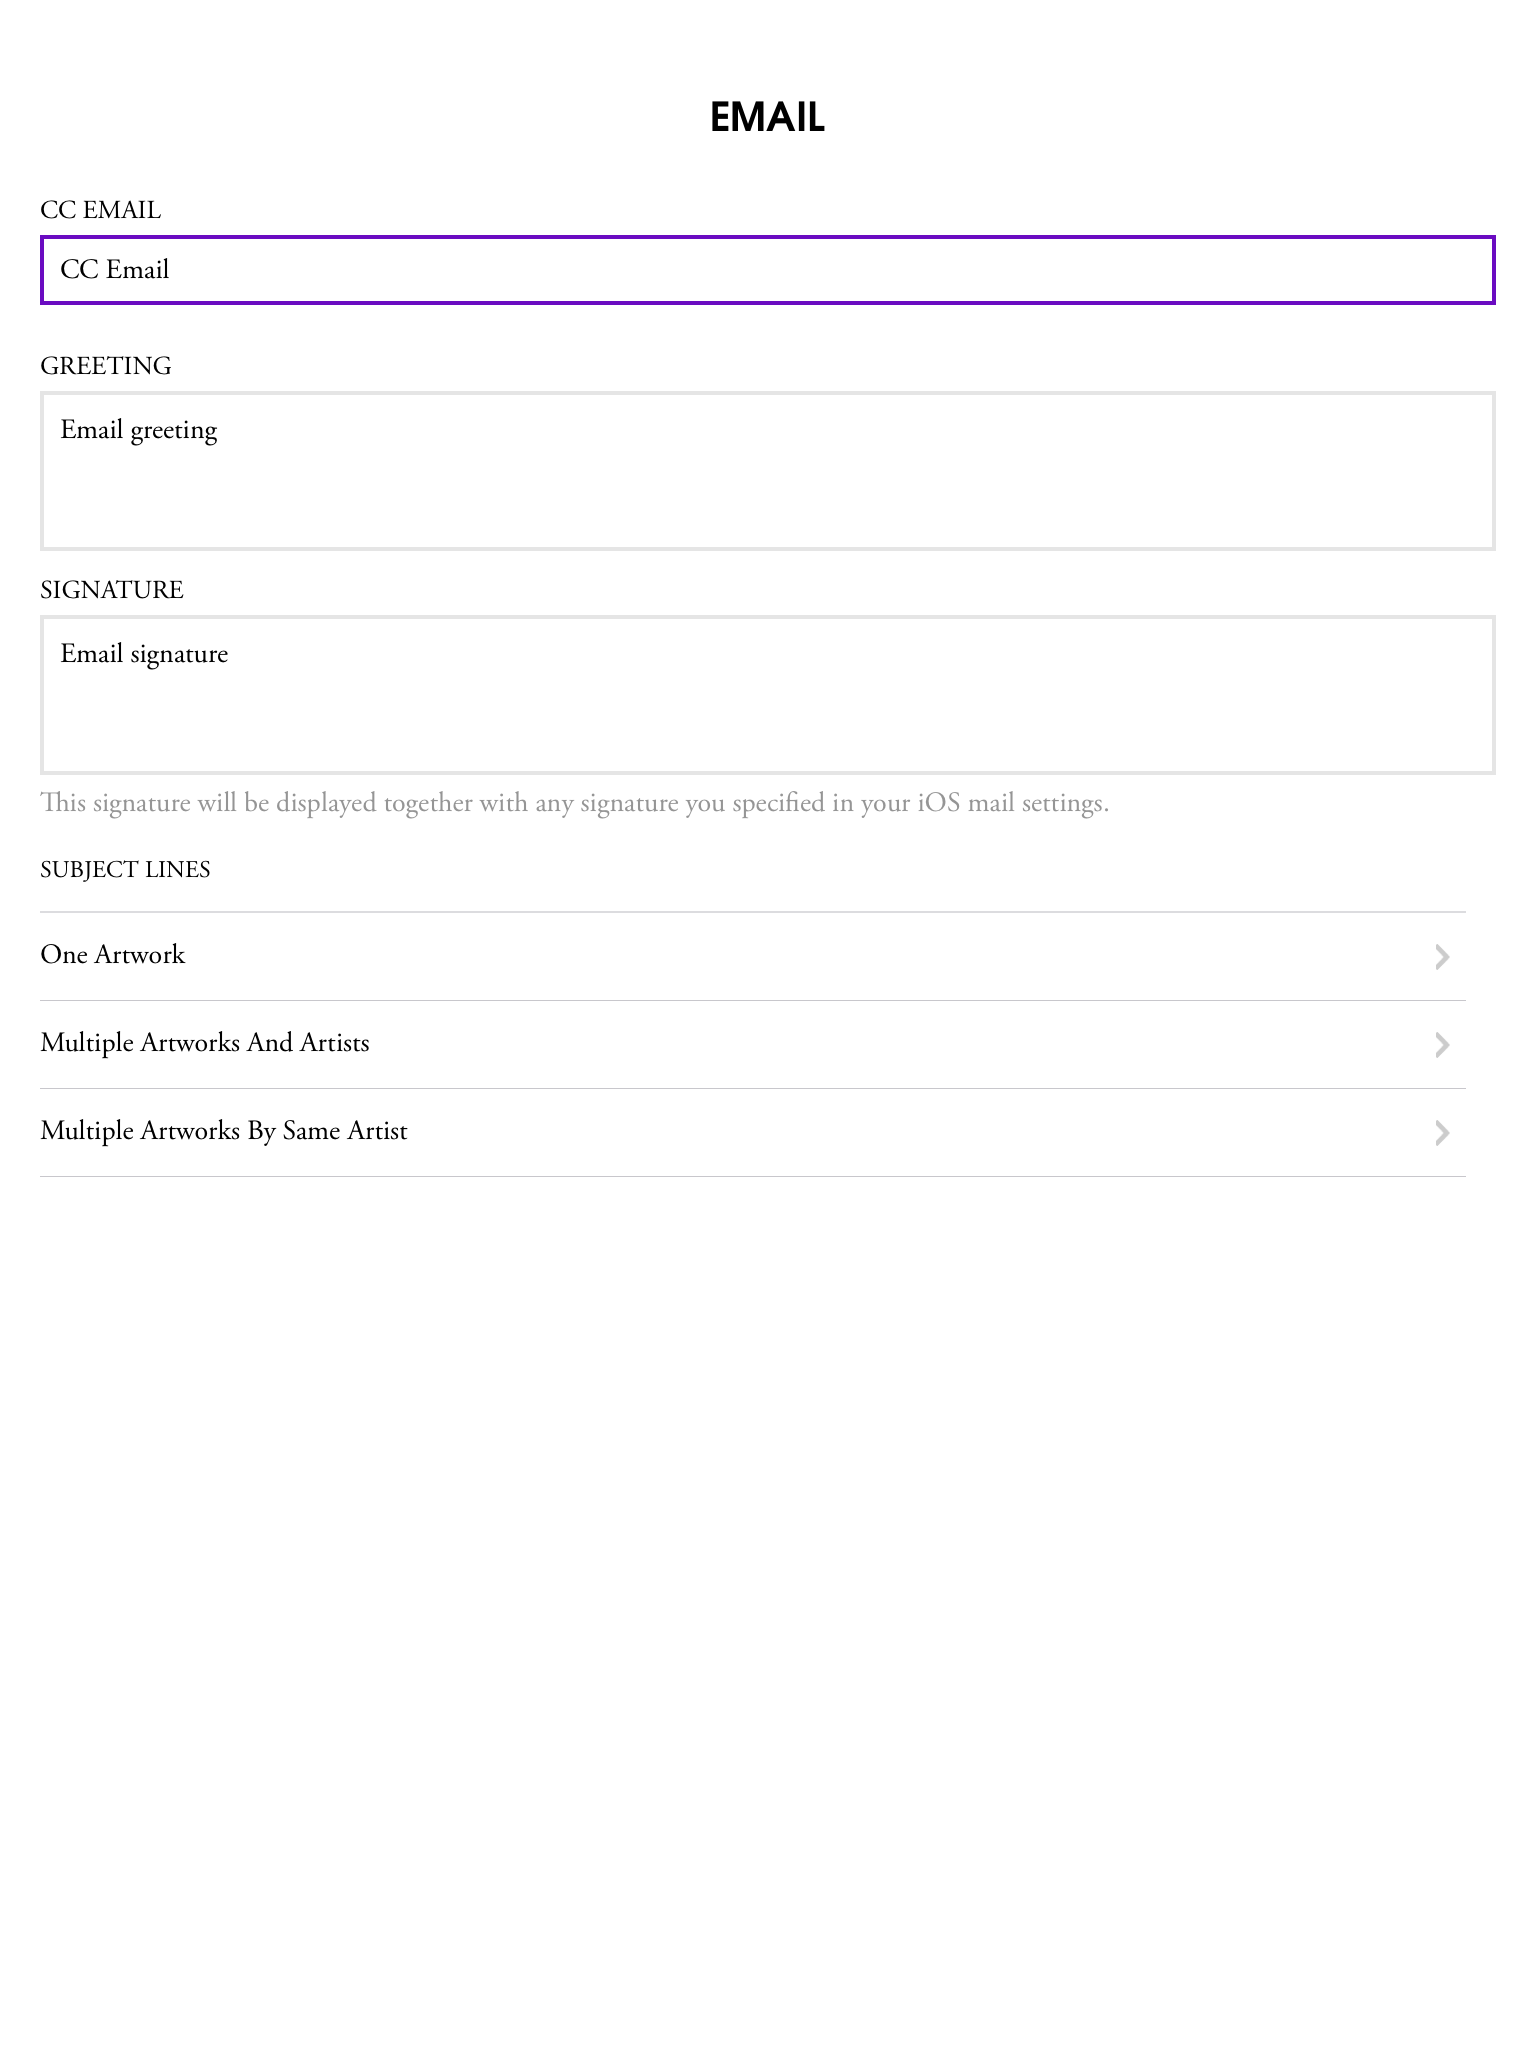 EMAIL
CC EMAIL
CC Email
GREETING
Email greeting
SIGNATURE
Email signature
This signature will be displayed together with any signature you specified in your iOS mail settings.
SUBJECT LINES
One Artwork
Multiple Artworks And Artists
Multiple Artworks By Same Artist